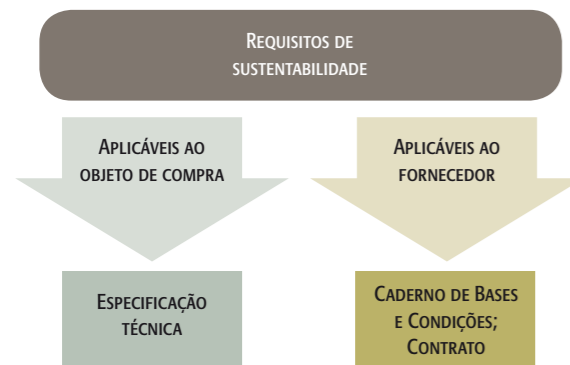 REQUISITOS DE
SUSTENTABILIDADE
APLICÁVEIS AO
OBJETO DE COMPRA
APLICÁVEIS AO
FORNECEDOR
ESPECIFICAÇÃO
TÉCNICA
CADERNO DE BASES
E CONDIÇÕES;
CONTRATO